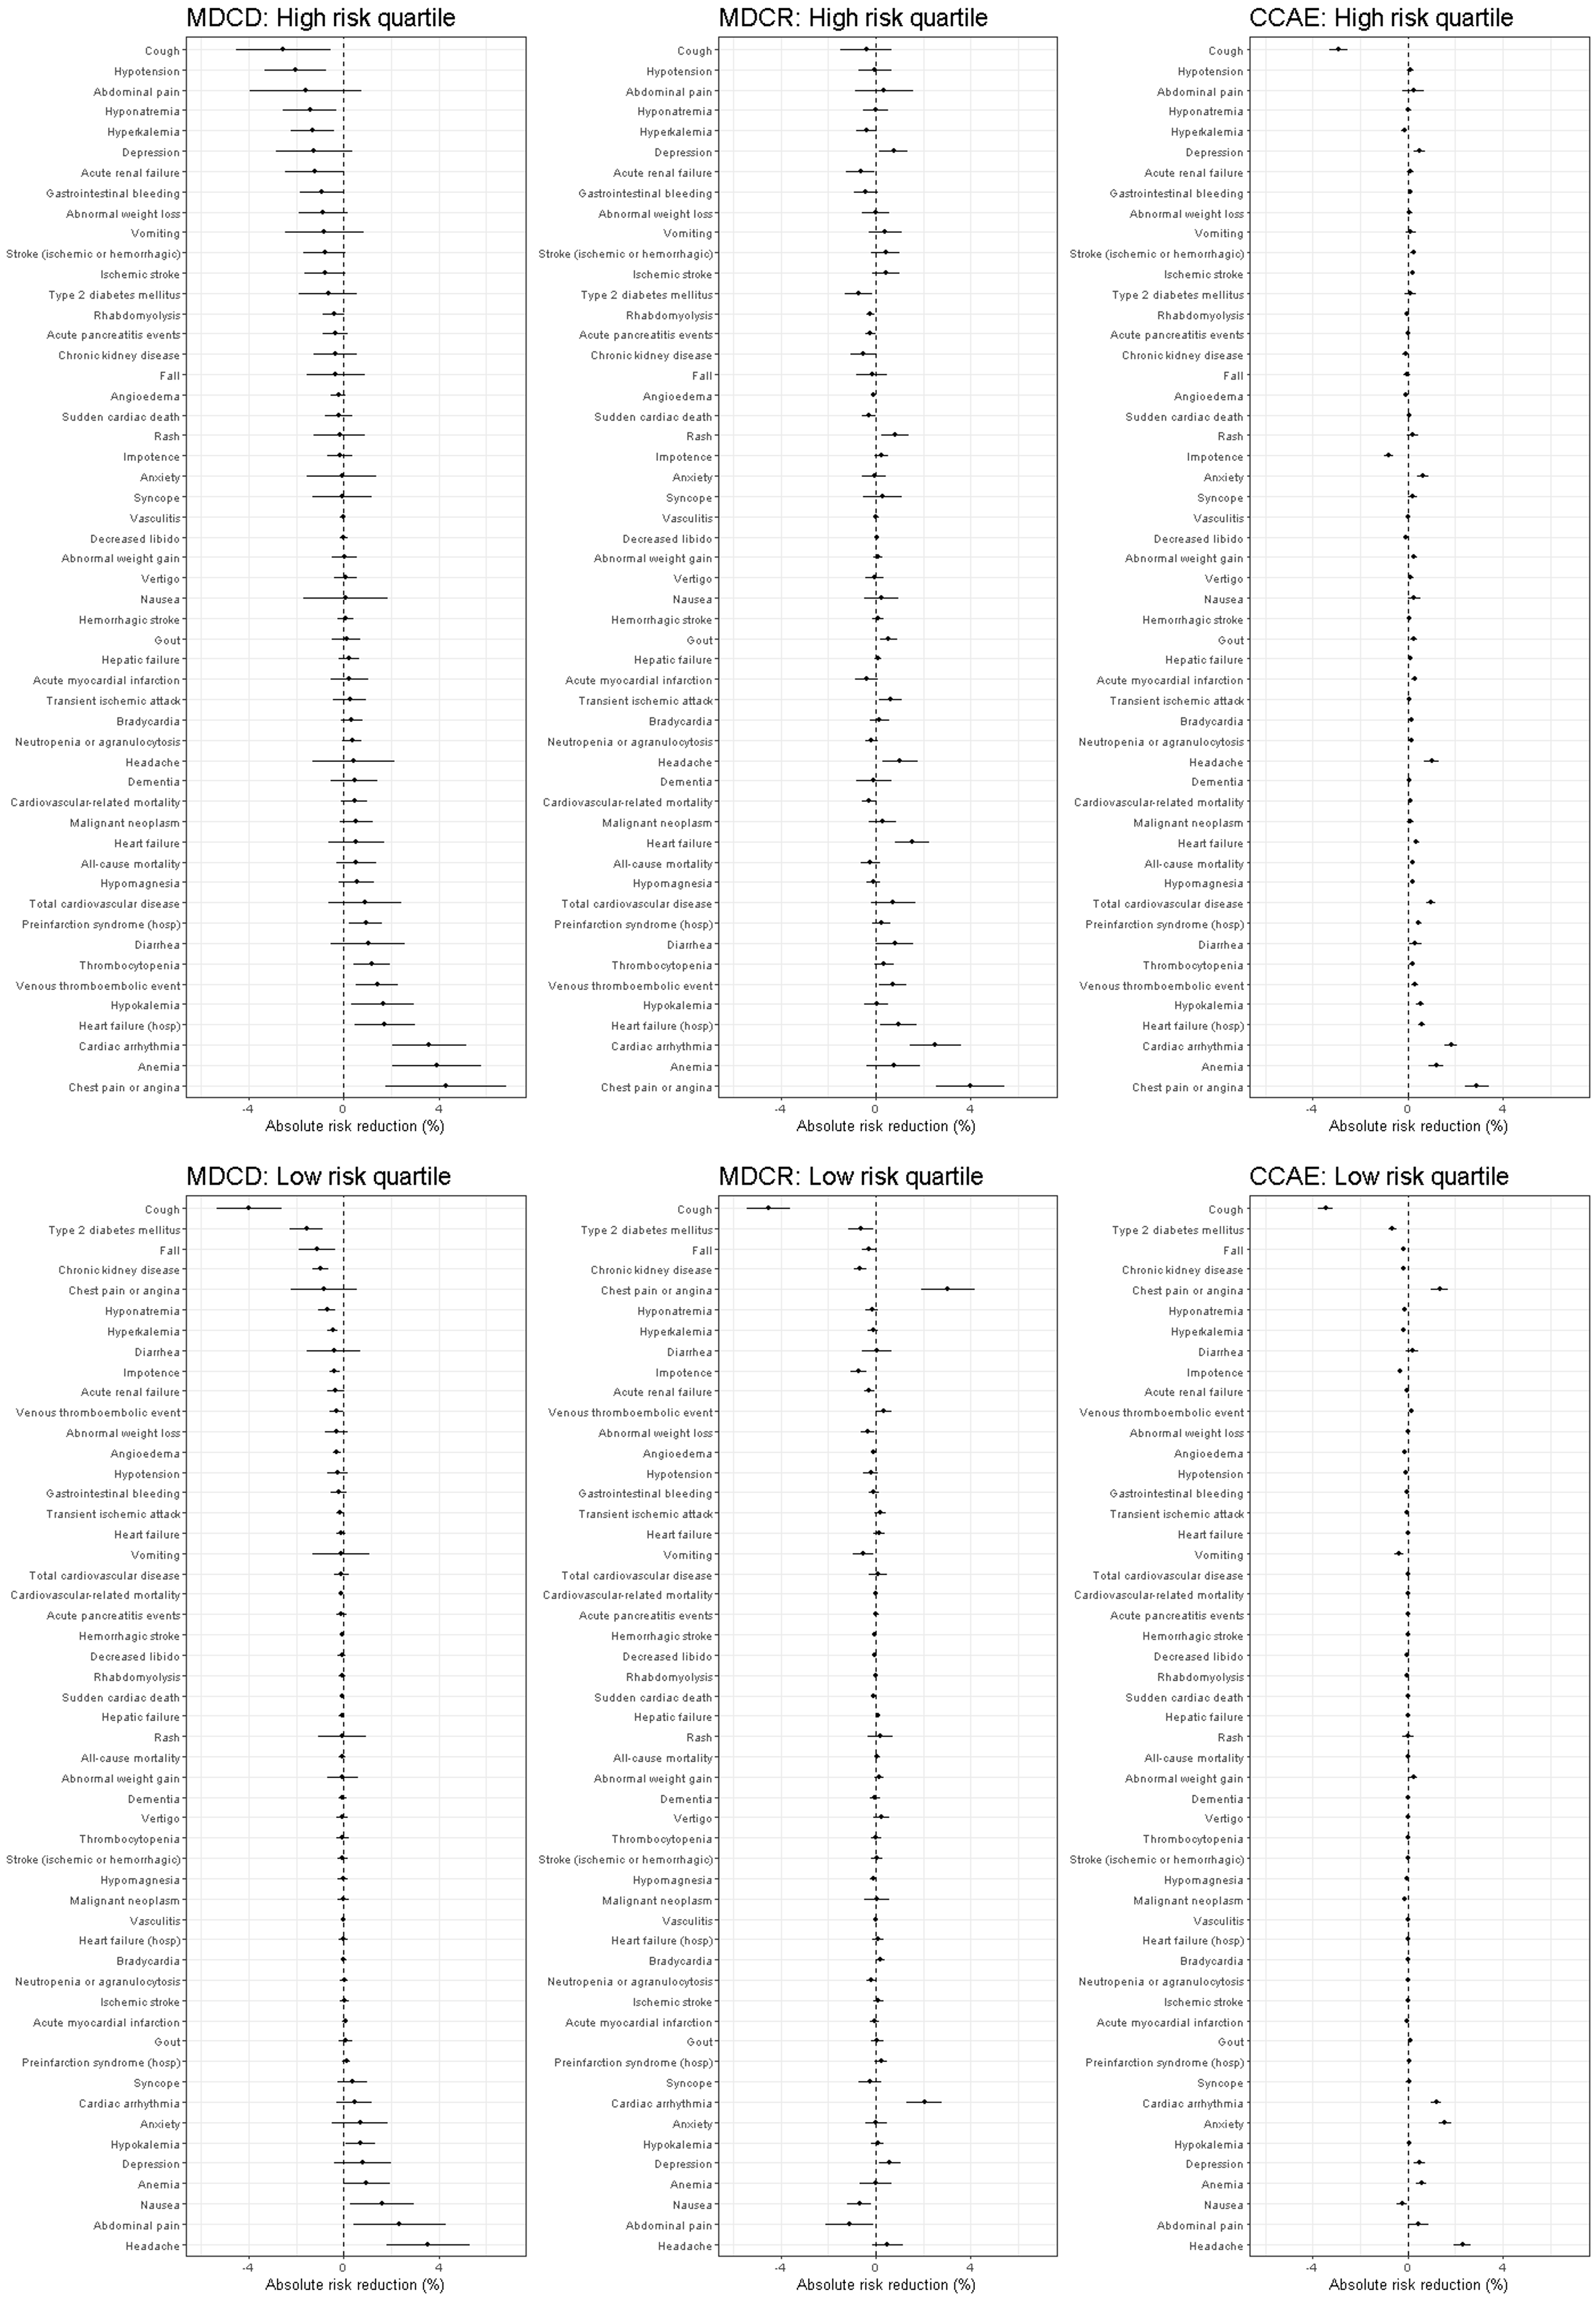 MDCD: High risk quartile
Cough
Hypotension
Abdominal pain
Hyponatremia
Hyperkalemia
Depression
Acute renal failure
Gastrointestinal bleeding
Abnormal weight loss
Vomiting
Stroke (ischemic or hemorrhagic)
Ischemic stroke
Type 2 diabetes mellitus
Rhabdomyolysis
Acute pancreatitis events
Chronic kidney disease
Fall
Angioedema
Sudden cardiac death
Rash
Impotence
Anxiety
Syncope
Vasculitis
Decreased libido
Abnormal weight gain
Vertigo
Nausea
Hemorrhagic stroke
Gout
Hepatic failure
Acute myocardial infarction
Transient ischemic attack
Bradycardia
Neutropenia or agranulocytosis
Headache
Dementia
Cardiovascular-related mortality
Malignant neoplasm
Heart failure
All-cause mortality
Hypomagnesia
Total cardiovascular disease
Preinfarction syndrome (hosp)
Diarrhea
Thrombocytopenia
Venous thromboembolic event
Hypokalemia
Heart failure (hosp)
Cardiac arrhythmia
Anemia
Chest pain or angina
-4 0 4
Absolute risk reduction (%)
MDCR: High risk quartile
Cough
Hypotension
Abdominal pain
Hyponatremia
Hyperkalemia
Depression
Acute renal failure
Gastrointestinal bleeding
Abnormal weight loss
Vomiting
Stroke (ischemic or hemorrhagic)
Ischemic stroke
Type 2 diabetes mellitus
Rhabdomyolysis
Acute pancreatitis events
Chronic kidney disease
Fall
Angioedema
Sudden cardiac death
Rash
Impotence
Anxiety
Syncope
Vasculitis
Decreased libido
Abnormal weight gain
Vertigo
Nausea
Hemorrhagic stroke
Gout
Hepatic failure
Acute myocardial infarction
Transient ischemic attack
Bradycardia
Neutropenia or agranulocytosis
Headache
Dementia
Cardiovascular-related mortality
Malignant neoplasm
Heart failure
All-cause mortality
Hypomagnesia
Total cardiovascular disease
Preinfarction syndrome (hosp)
Diarrhea
Thrombocytopenia
Venous thromboembolic event
Hypokalemia
Heart failure (hosp)
Cardiac arrhythmia
Anemia
Chest pain or angina
-4 0 4
Absolute risk reduction (%)
CCAE: High risk quartile
Cough
Hypotension
Abdominal pain
Hyponatremia
Hyperkalemia
Depression
Acute renal failure
Gastrointestinal bleeding
Abnormal weight loss
Vomiting
Stroke (ischemic or hemorrhagic)
Ischemic stroke
Type 2 diabetes mellitus
Rhabdomyolysis
Acute pancreatitis events
Chronic kidney disease
Fall
Angioedema
Sudden cardiac death
Rash
Impotence
Anxiety
Syncope
Vasculitis
Decreased libido
Abnormal weight gain
Vertigo
Nausea
Hemorrhagic stroke
Gout
Hepatic failure
Acute myocardial infarction
Transient ischemic attack
Bradycardia
Neutropenia or agranulocytosis
Headache
Dementia
Cardiovascular-related mortality
Malignant neoplasm
Heart failure
All-cause mortality
Hypomagnesia
Total cardiovascular disease
Preinfarction syndrome (hosp)
Diarrhea
Thrombocytopenia
Venous thromboembolic event
Hypokalemia
Heart failure (hosp)
Cardiac arrhythmia
Anemia
Chest pain or angina
-4 0 4
Absolute risk reduction (%)
MDCD: Low risk quartile
Cough
Type 2 diabetes mellitus
Fall
Chronic kidney disease
Chest pain or angina
Hyponatremia
Hyperkalemia
Diarrhea
Impotence
Acute renal failure
Venous thromboembolic event
Abnormal weight loss
Angioedema
Hypotension
Gastrointestinal bleeding
Transient ischemic attack
Heart failure
Vomiting
Total cardiovascular disease
Cardiovascular-related mortality
Acute pancreatitis events
Hemorrhagic stroke
Decreased libido
Rhabdomyolysis
Sudden cardiac death
Hepatic failure
Rash
All-cause mortality
Abnormal weight gain
Dementia
Vertigo
Thrombocytopenia
Stroke (ischemic or hemorrhagic)
Hypomagnesia
Malignant neoplasm
Vasculitis
Heart failure (hosp)
Bradycardia
Neutropenia or agranulocytosis
Ischemic stroke
Acute myocardial infarction
Gout
Preinfarction syndrome (hosp)
Syncope
Cardiac arrhythmia
Anxiety
Hypokalemia
Depression
Anemia
Nausea
Abdominal pain
Headache
-4 0 4
Absolute risk reduction (%)
MDCR: Low risk quartile
Cough
Type 2 diabetes mellitus
Fall
Chronic kidney disease
Chest pain or angina
Hyponatremia
Hyperkalemia
Diarrhea
Impotence
Acute renal failure
Venous thromboembolic event
Abnormal weight loss
Angioedema
Hypotension
Gastrointestinal bleeding
Transient ischemic attack
Heart failure
Vomiting
Total cardiovascular disease
Cardiovascular-related mortality
Acute pancreatitis events
Hemorrhagic stroke
Decreased libido
Rhabdomyolysis
Sudden cardiac death
Hepatic failure
Rash
All-cause mortality
Abnormal weight gain
Dementia
Vertigo
Thrombocytopenia
Stroke (ischemic or hemorrhagic)
Hypomagnesia
Malignant neoplasm
Vasculitis
Heart failure (hosp)
Bradycardia
Neutropenia or agranulocytosis
Ischemic stroke
Acute myocardial infarction
Gout
Preinfarction syndrome (hosp)
Syncope
Cardiac arrhythmia
Anxiety
Hypokalemia
Depression
Anemia
Nausea
Abdominal pain
Headache
-4 0 4
Absolute risk reduction (%)
CCAE: Low risk quartile
Cough
Type 2 diabetes mellitus
Fall
Chronic kidney disease
Chest pain or angina
Hyponatremia
Hyperkalemia
Diarrhea
Impotence
Acute renal failure
Venous thromboembolic event
Abnormal weight loss
Angioedema
Hypotension
Gastrointestinal bleeding
Transient ischemic attack
Heart failure
Vomiting
Total cardiovascular disease
Cardiovascular-related mortality
Acute pancreatitis events
Hemorrhagic stroke
Decreased libido
Rhabdomyolysis
Sudden cardiac death
Hepatic failure
Rash
All-cause mortality
Abnormal weight gain
Dementia
Vertigo
Thrombocytopenia
Stroke (ischemic or hemorrhagic)
Hypomagnesia
Malignant neoplasm
Vasculitis
Heart failure (hosp)
Bradycardia
Neutropenia or agranulocytosis
Ischemic stroke
Acute myocardial infarction
Gout
Preinfarction syndrome (hosp)
Syncope
Cardiac arrhythmia
Anxiety
Hypokalemia
Depression
Anemia
Nausea
Abdominal pain
Headache
-4 0 4
Absolute risk reduction (%)